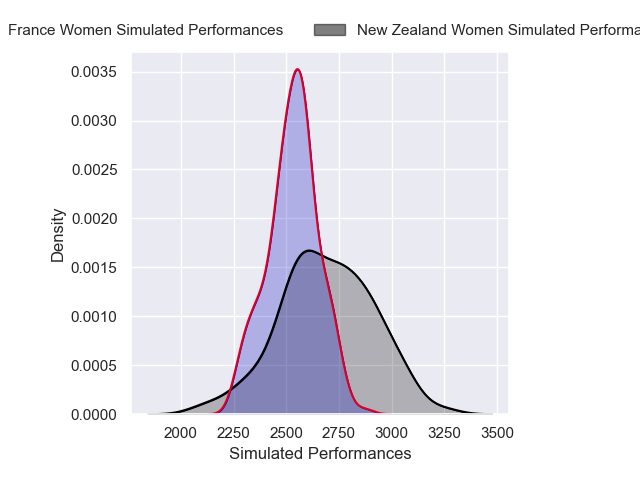 France Women Simulated Performances New Zealand Women Simulated Performa
0.0035
0.0030
0.0025
0.0020
0.0015
0.0010
0.0005
0.0000
Density
2000 2250 2500 2750 3000 3250 3500
Simulated Performances